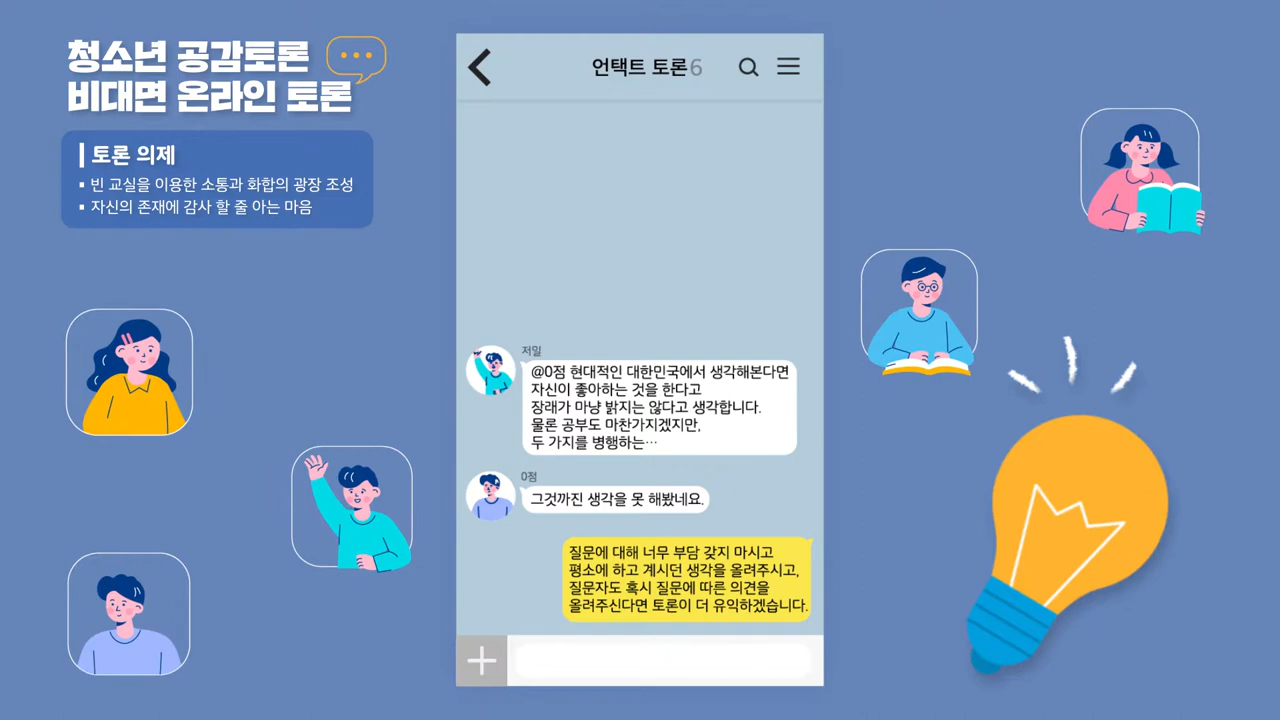 청소년 공감토론
비대면 온라인 토론
토론 의제
▪ 빈 교실을 이용한 소통과 화합의 광장 조성
▪ 자신의 존재에 감사 할 줄 아는 마음
언택트 토론6
저밀
@0점 현대적인 대한민국에서 생각해본다면
자신이 좋아하는 것을 한다고
장래가 마냥 밝지는 않다고 생각합니다.
물론 공부도 마찬가지겠지만,
두 가지를 병행하는…
0점
그것까진 생각을 못 해봤네요.
질문에 대해 너무 부담 갖지 마시고
평소에 하고 계시던 생각을 올려주시고,
질문자도 혹시 질문에 따른 의견을
올려주신다면 토론이 더 유익하겠습니다.